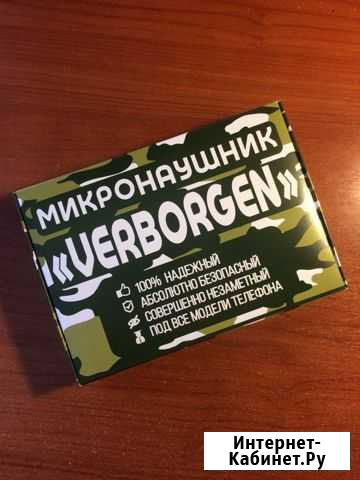 МИКРОНАУШНИК
«VERBORGEN»
100% НАДЕЖНЫЙ
АБСОЛЮТНО БЕЗОПАСНЫЙ
СОВЕРШЕННО НЕЗАМЕТНЫЙ
ПОД ВСЕ МОДЕЛИ ТЕЛЕФОНА
Интернет-
Кабинет.Ру